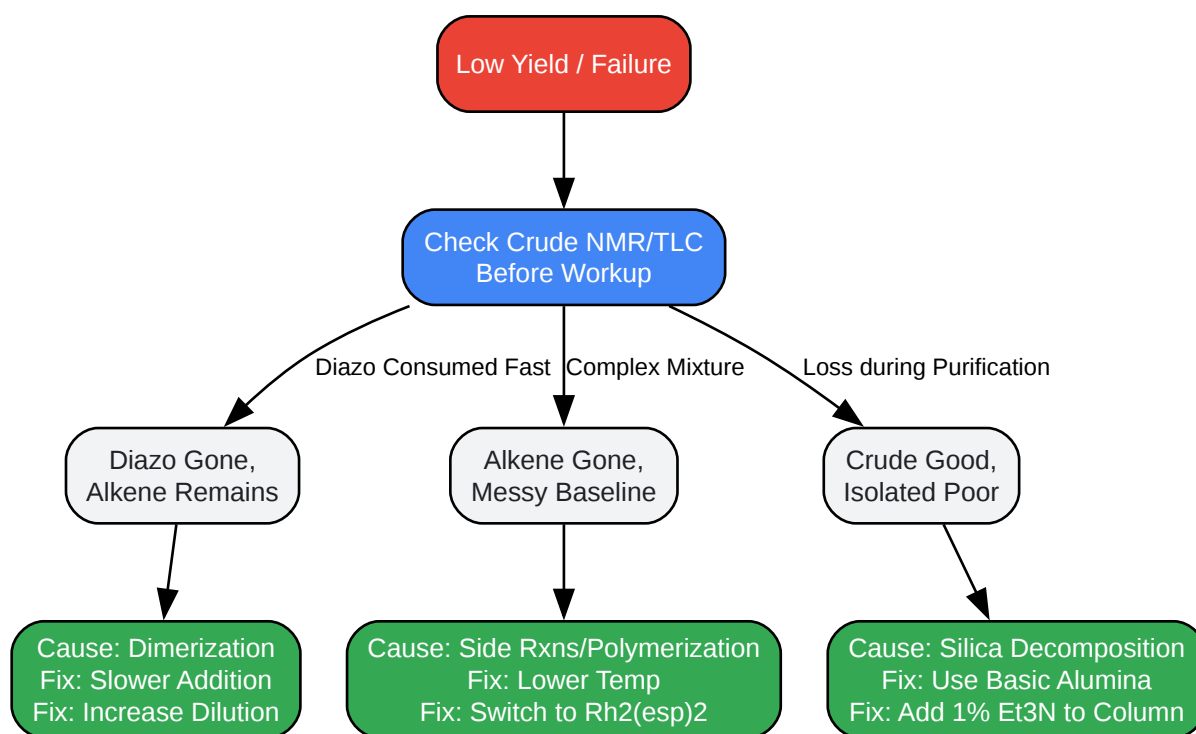 Low Yield / Failure
Check Crude NMR/TLC
Before Workup
Diazo Consumed Fast
Complex Mixture
Loss during Purification
Diazo Gone,
Alkene Remains
Alkene Gone,
Messy Baseline
Crude Good,
Isolated Poor
Cause: Dimerization
Fix: Slower Addition
Fix: Increase Dilution
Cause: Side Rxns/Polymerization
Fix: Lower Temp
Fix: Switch to Rh2(esp)2
Cause: Silica Decomposition
Fix: Use Basic Alumina
Fix: Add 1% Et3N to Column